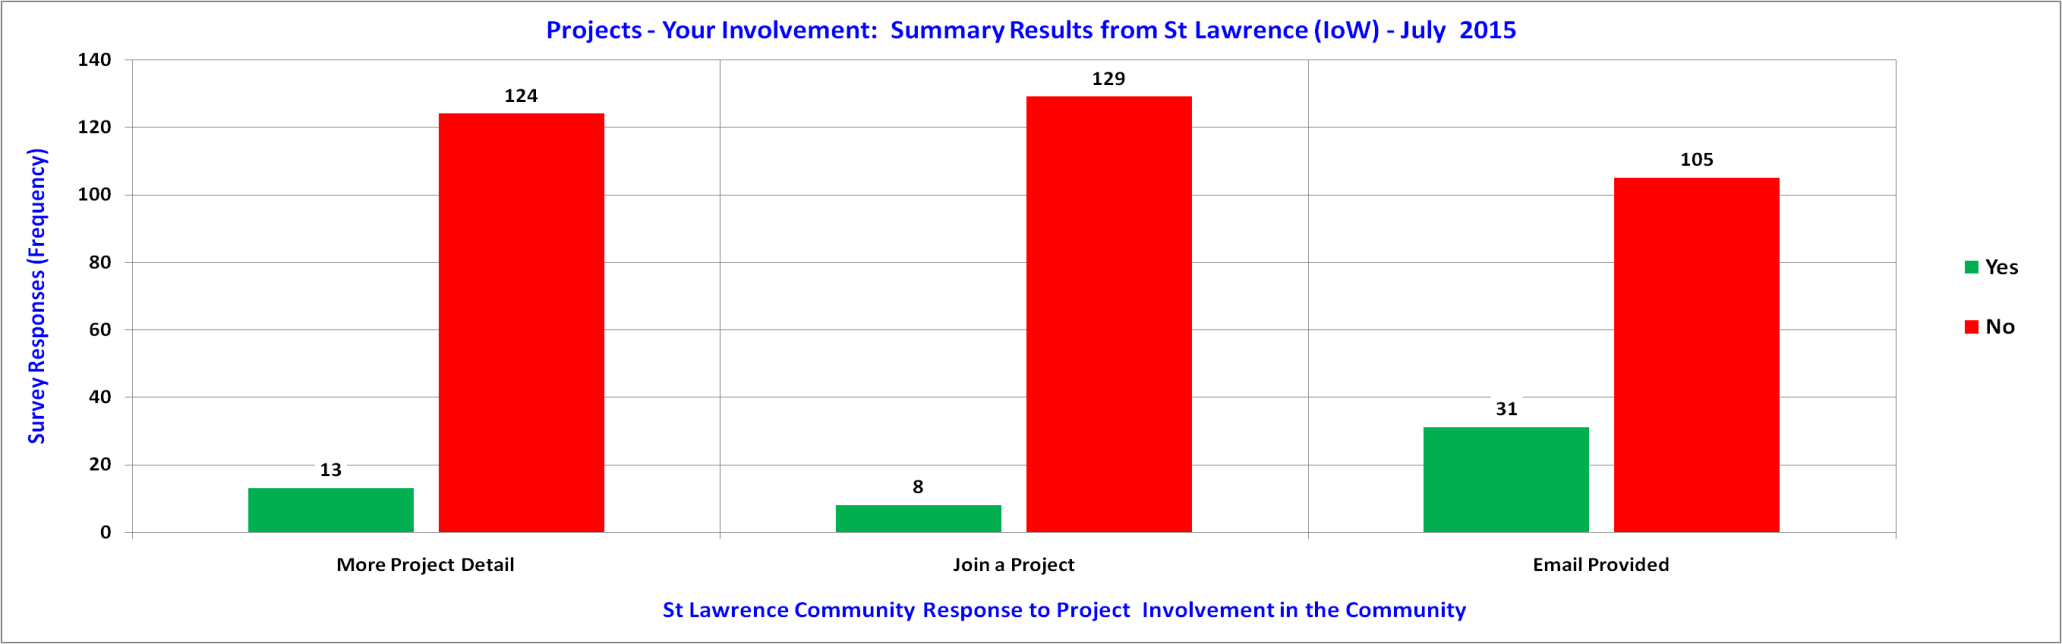 Projects - Your Involvement:  Summary Results from St Lawrence (IoW) - July  2015
Survey Responses (Frequency)
140
120
100
80
60
40
20
0
13
124
8
129
31
105
More Project Detail
Join a Project
Email Provided
St Lawrence Community Response to Project  Involvement in the Community
Yes
No